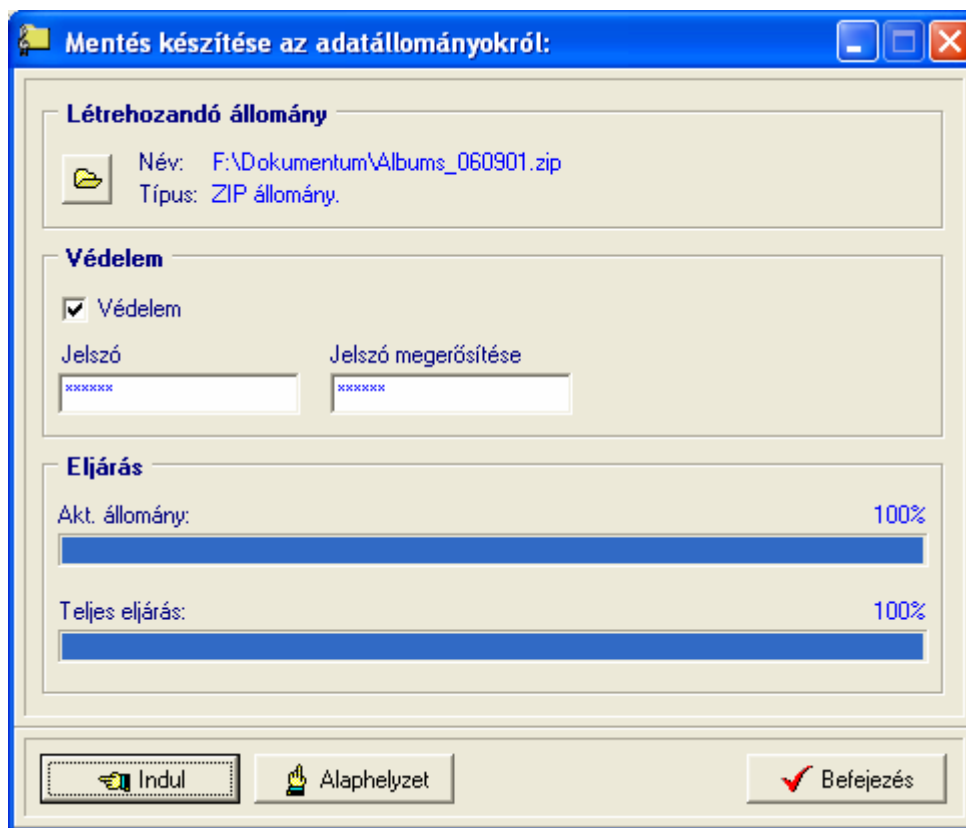 Mentés készítése az adatállományokról:
Létrehozandó állomány
Név: F:\Dokumentum\Albums_060901.zip
Típus: ZIP állomány.
Védelem
Védelem
Jelszó Jelszó megerősítése
****** ******
Eljárás
Akt. állomány: 100%
Teljes eljárás: 100%
Indul Alaphelyzet Befejezés